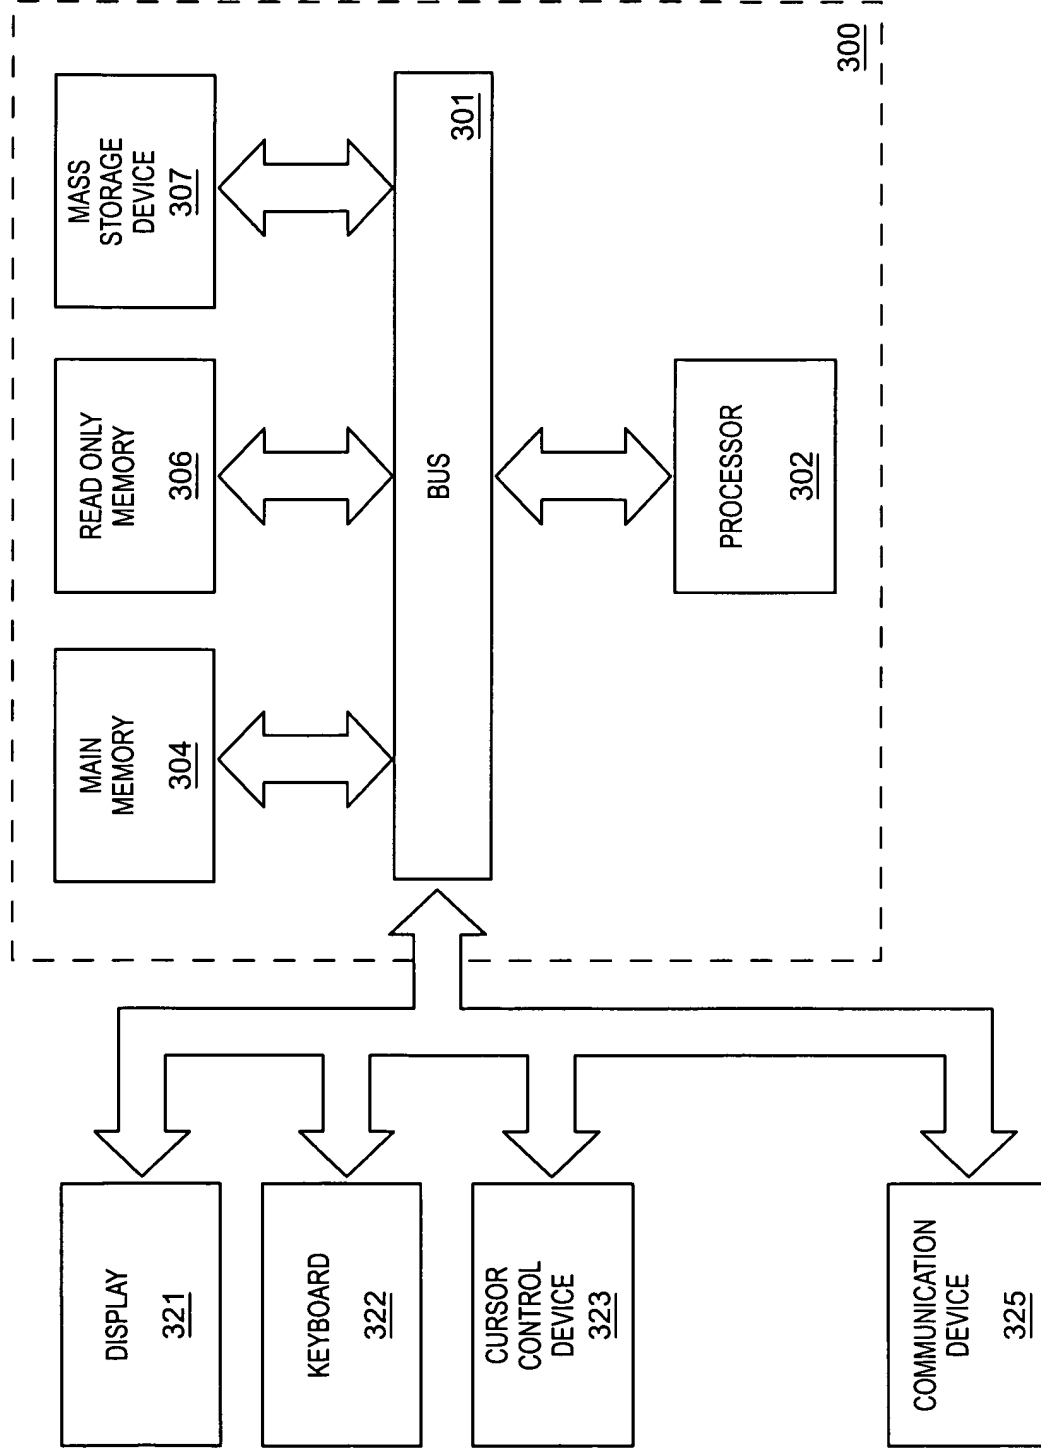 DISPLAY
321
KEYBOARD
322
CURSOR
CONTROL
DEVICE
323
COMMUNICATION
DEVICE
325
MAIN
MEMORY
304
READ ONLY
MEMORY
306
MASS
STORAGE
DEVICE
307
BUS
301
PROCESSOR
302
300